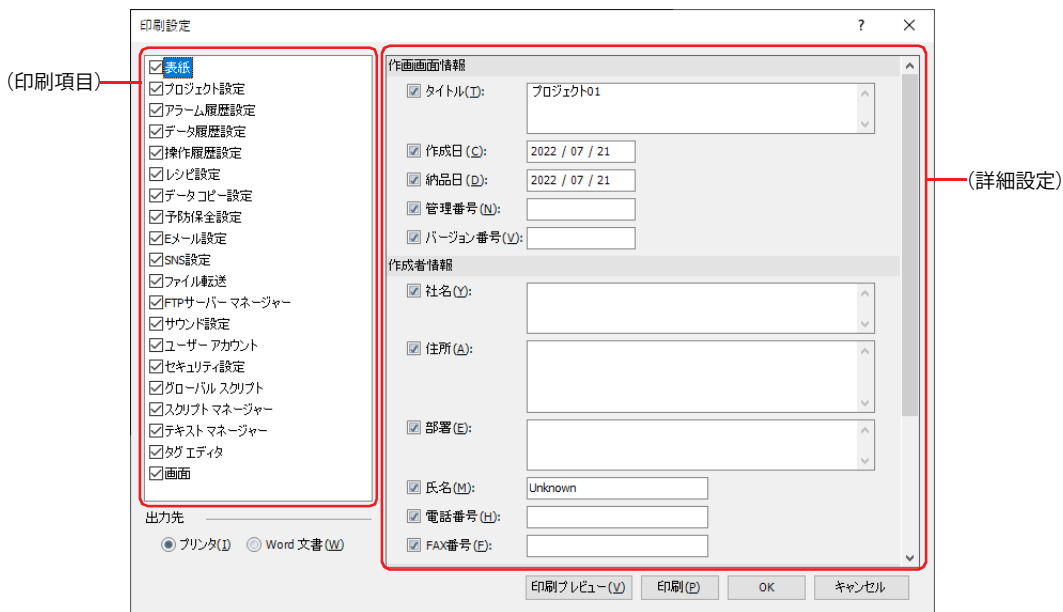 印刷設定
? ×
(印刷項目)
表紙
プロジェクト設定
アラーム履歴設定
データ履歴設定
操作履歴設定
レシピ設定
データコピー設定
予防保全設定
Eメール設定
SNS設定
ファイル転送
FTPサーバー マネージャー
サウンド設定
ユーザー アカウント
セキュリティ設定
グローバル スクリプト
スクリプト マネージャー
テキスト マネージャー
タグ エディタ
画面
出力先
プリンタ(I) Word 文書(W)
(詳細設定)
作画画面情報
タイトル(T): プロジェクト01
作成日(C): 2022 / 07 / 21
納品日(D): 2022 / 07 / 21
管理番号(N):
バージョン番号(V):
作成者情報
社名(Y):
住所(A):
部署(E):
氏名(M): Unknown
電話番号(H):
FAX番号(F):
印刷プレビュー(V) 印刷(P) OK キャンセル